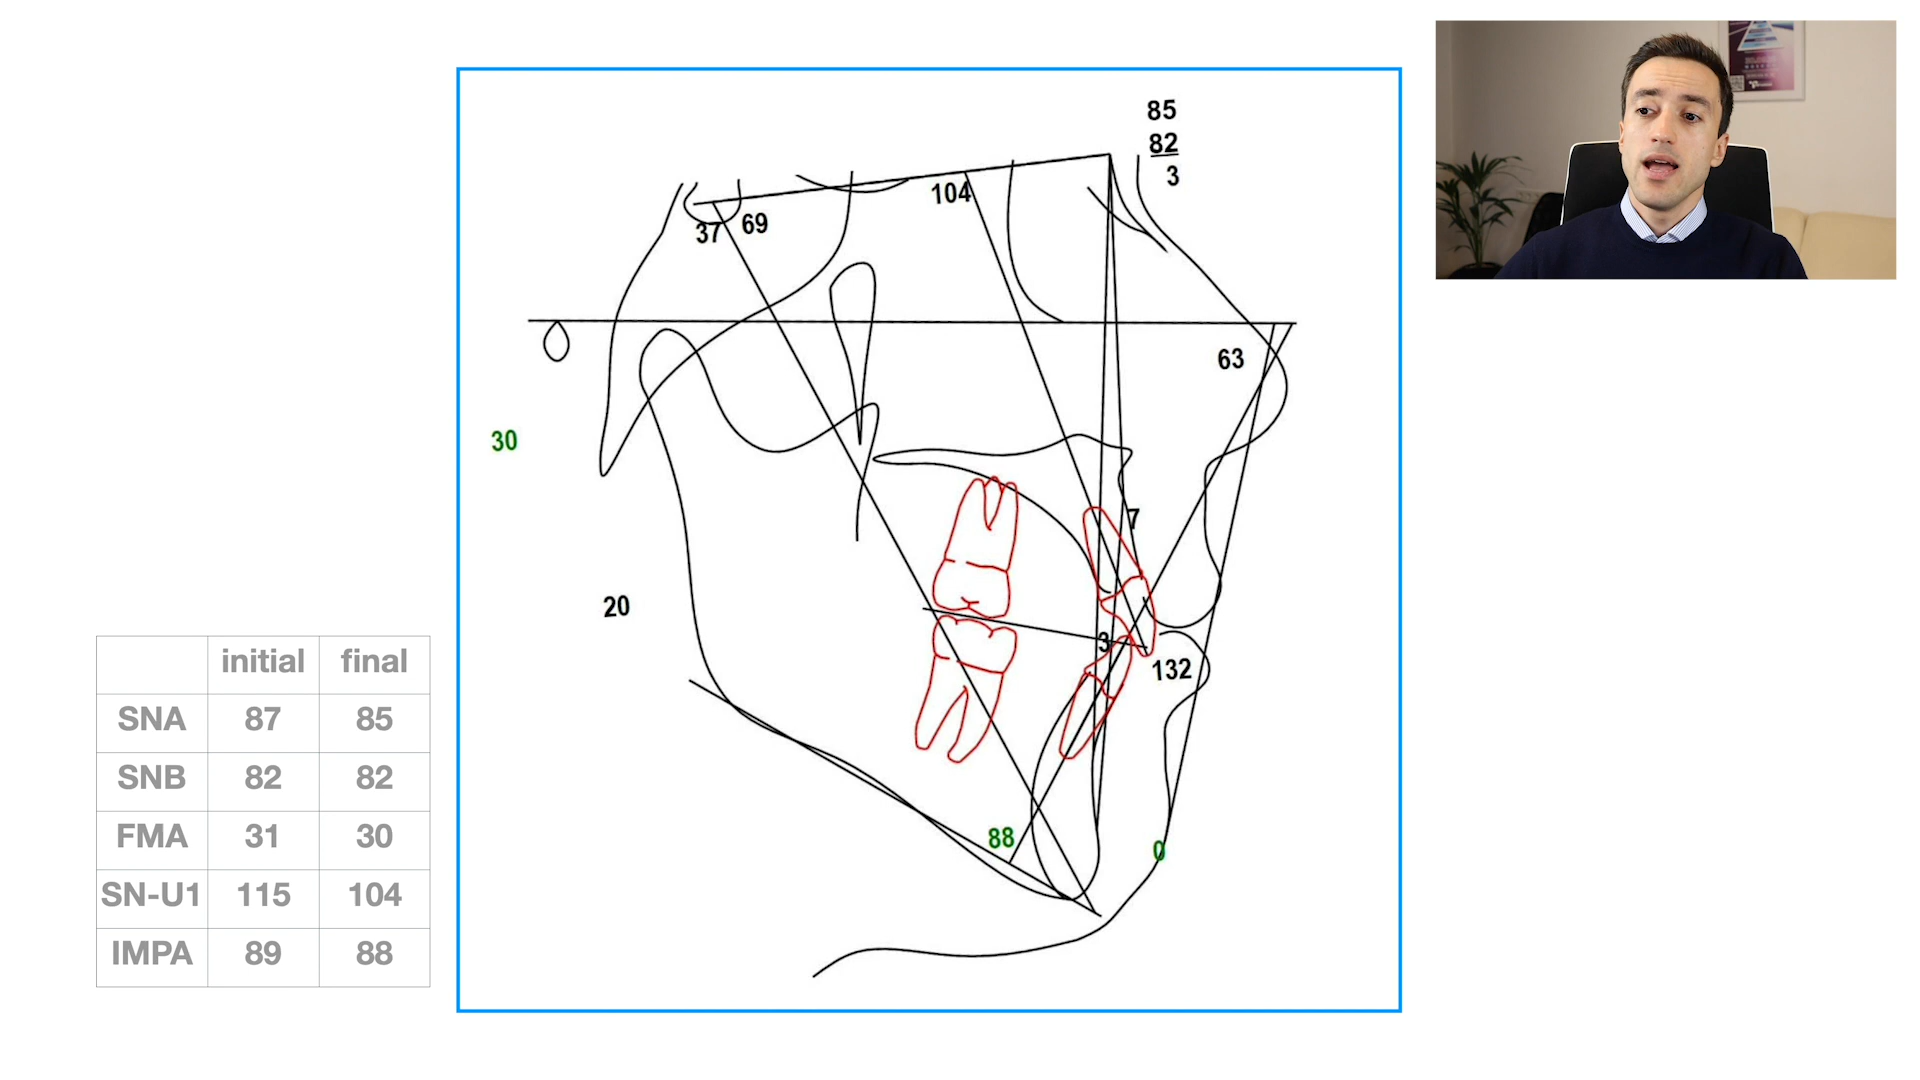 85
82
3
104
37
69
63
30
7
20
3
132
88
0
initial final
SNA 87 85
SNB 82 82
FMA 31 30
SN-U1 115 104
IMPA 89 88